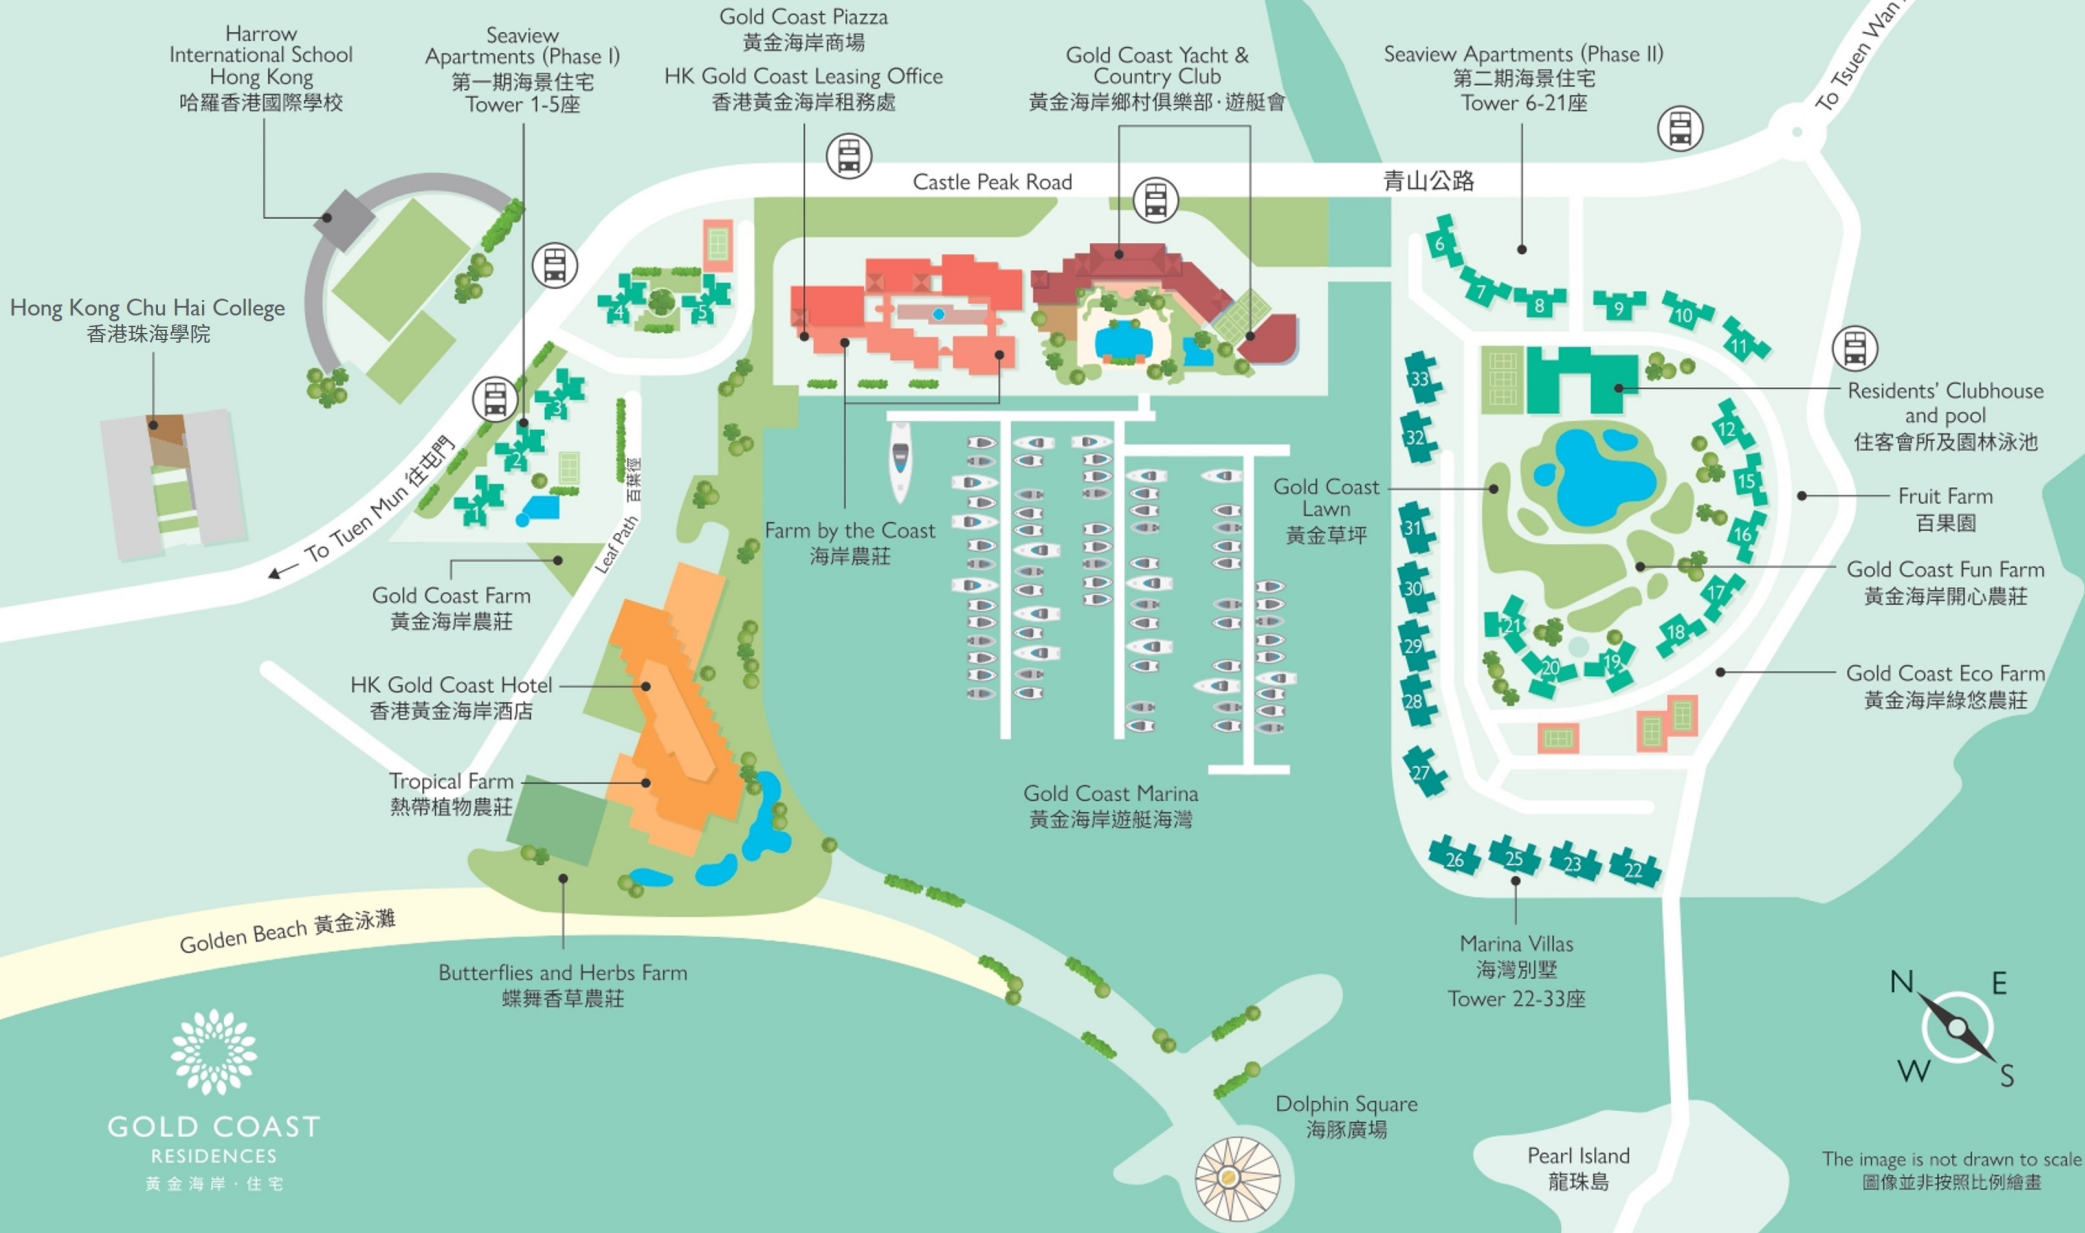 Harrow
International School
Hong Kong
哈羅香港國際學校
Seaview
Apartments (Phase I)
第一期海景住宅
Tower 1-5座
Gold Coast Piazza
黃金海岸商場
HK Gold Coast Leasing Office
香港黃金海岸租務處
Gold Coast Yacht &
Country Club
黃金海岸鄉村俱樂部·遊艇會
Seaview Apartments (Phase II)
第二期海景住宅
Tower 6-21座
To Tsuen Wan
Castle Peak Road
青山公路
Hong Kong Chu Hai College
香港珠海學院
4
5
3
2
1
6
7
8
9
10
11
33
32
31
30
29
28
27
26
25
23
22
12
15
16
17
18
19
20
21
Residents' Clubhouse
and pool
住客會所及園林泳池
Fruit Farm
百果園
Gold Coast Fun Farm
黃金海岸開心農莊
Gold Coast Eco Farm
黃金海岸綠悠農莊
Gold Coast
Lawn
黃金草坪
To Tuen Mun 往屯門
Leaf Path 百葉徑
Farm by the Coast
海岸農莊
Gold Coast Farm
黃金海岸農莊
HK Gold Coast Hotel
香港黃金海岸酒店
Tropical Farm
熱帶植物農莊
Gold Coast Marina
黃金海岸遊艇海灣
Golden Beach 黃金泳灘
Butterflies and Herbs Farm
蝶舞香草農莊
Marina Villas
海灣別墅
Tower 22-33座
N
E
W
S
GOLD COAST
RESIDENCES
黃金海岸·住宅
Dolphin Square
海豚廣場
Pearl Island
龍珠島
The image is not drawn to scale
圖像並非按照比例繪畫